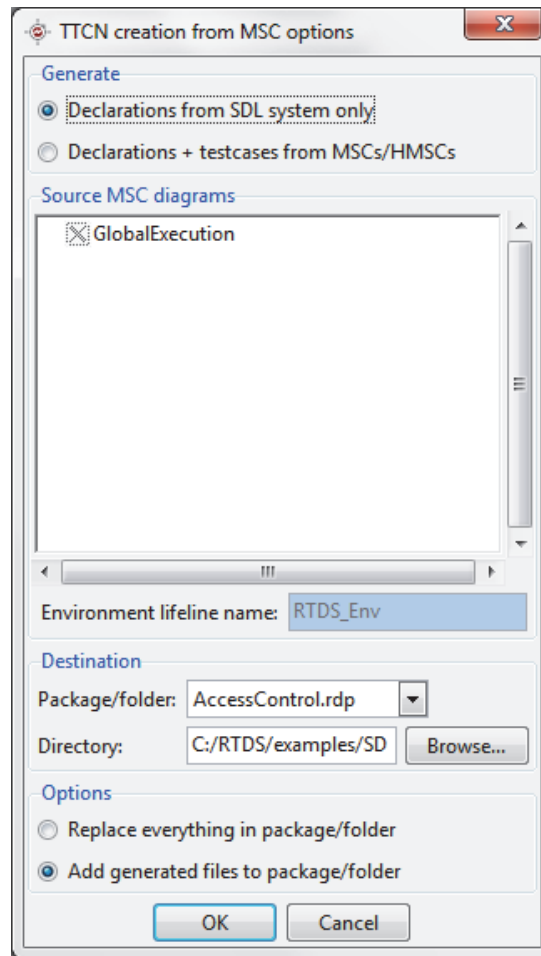 TTCN creation from MSC options
Generate
Declarations from SDL system only
Declarations + testcases from MSCs/HMSCs
Source MSC diagrams
GlobalExecution
Environment lifeline name: RTDS_Env
Destination
Package/folder: AccessControl.rdp
Directory: C:/RTDS/examples/SD Browse...
Options
Replace everything in package/folder
Add generated files to package/folder
OK Cancel